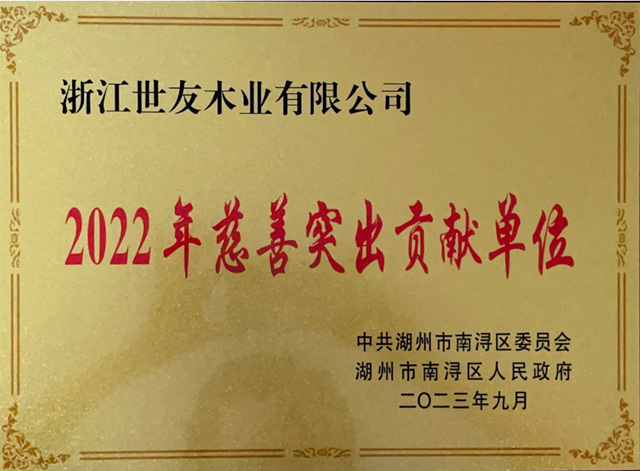 浙江世友木业有限公司
2022年慈善突出贡献单位
中共湖州市南浔区委员会
湖州市南浔区人民政府
二〇二三年九月